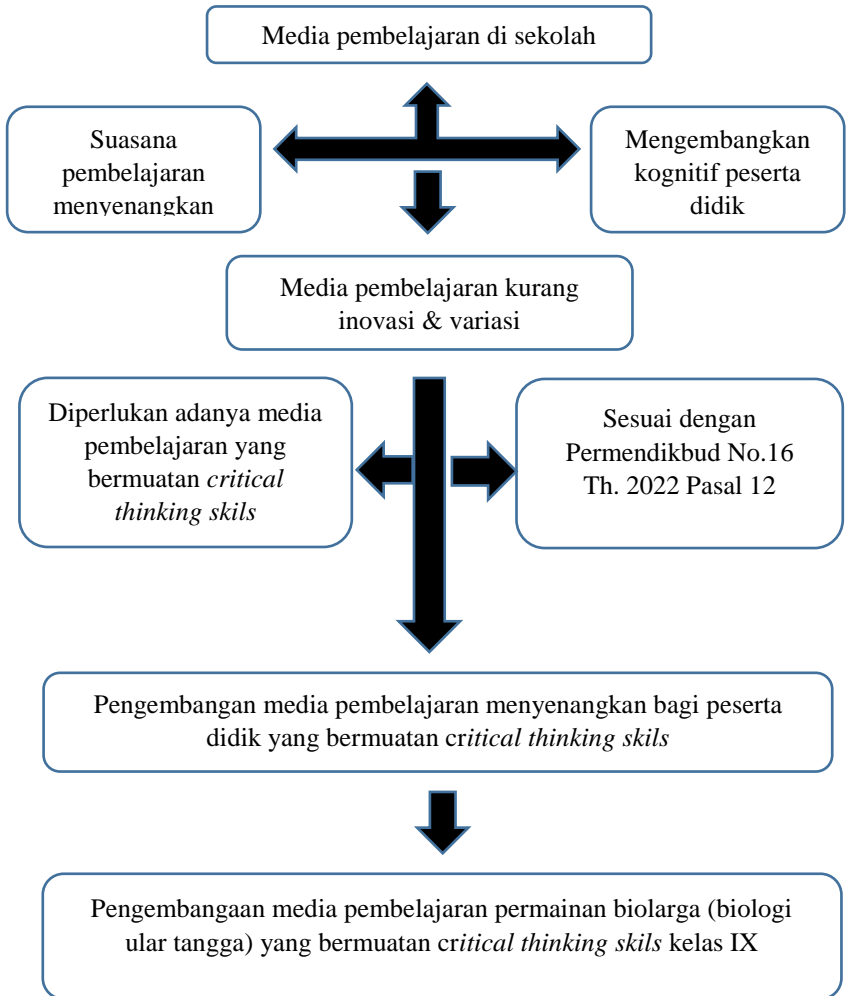 Media pembelajaran di sekolah
Suasana
pembelajaran
menyenangkan
Mengembangkan
kognitif peserta
didik
Media pembelajaran kurang
inovasi & variasi
Diperlukan adanya media
pembelajaran yang
bermuatan critical
thinking skils
Sesuai dengan
Permendikbud No.16
Th. 2022 Pasal 12
Pengembangan media pembelajaran menyenangkan bagi peserta
didik yang bermuatan critical thinking skils
Pengembangaan media pembelajaran permainan biolarga (biologi
ular tangga) yang bermuatan critical thinking skils kelas IX